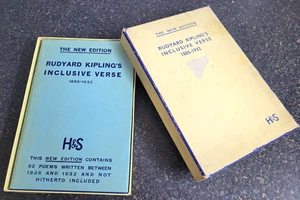 THE NEW EDITION
RUDYARD KIPLING'S
INCLUSIVE VERSE
1885-1932
H&S
THIS NEW EDITION CONTAINS
62 POEMS WRITTEN BETWEEN
1926 AND 1932 AND NOT
HITHERTO INCLUDED
THE NEW EDITION
RUDYARD KIPLING'S
INCLUSIVE VERSE
1885-1932
H&S